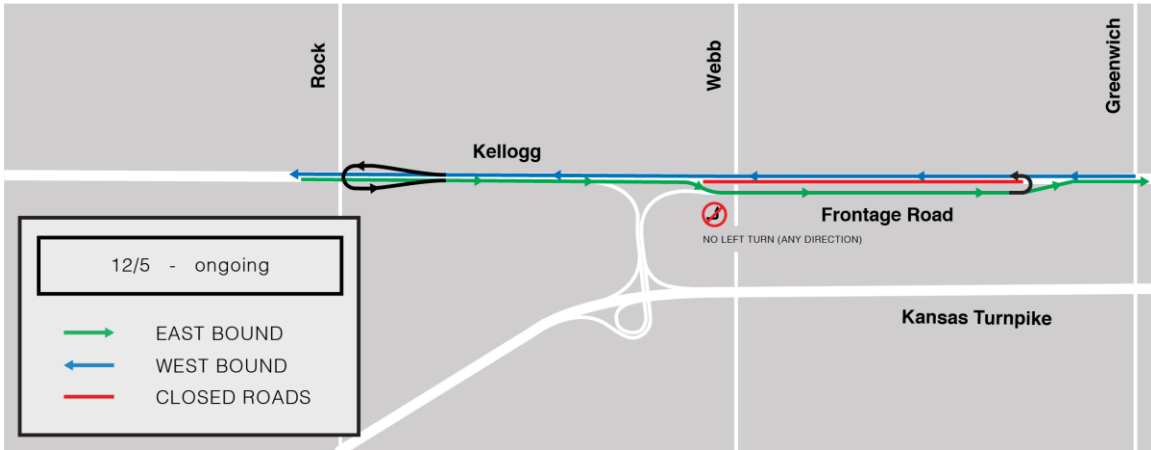 Rock
Webb
Greenwich
Kellogg
Frontage Road
NO LEFT TURN (ANY DIRECTION)
12/5 - ongoing
Kansas Turnpike
EAST BOUND
WEST BOUND
CLOSED ROADS